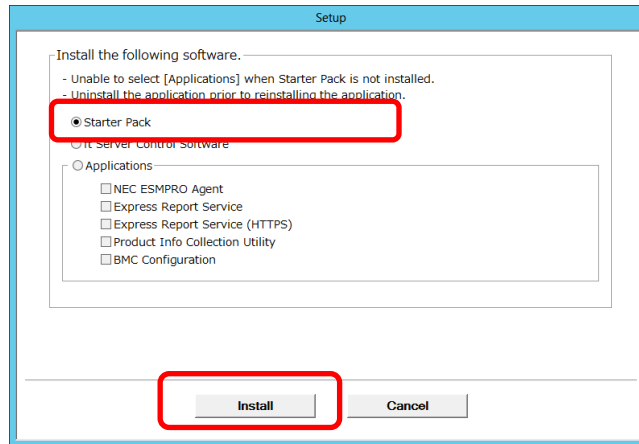 Setup
Install the following software.
- Unable to select [Applications] when Starter Pack is not installed.
- Uninstall the application prior to reinstalling the application.
Starter Pack
ft Server Control Software
Applications
NEC ESMPRO Agent
Express Report Service
Express Report Service (HTTPS)
Product Info Collection Utility
BMC Configuration
Install Cancel